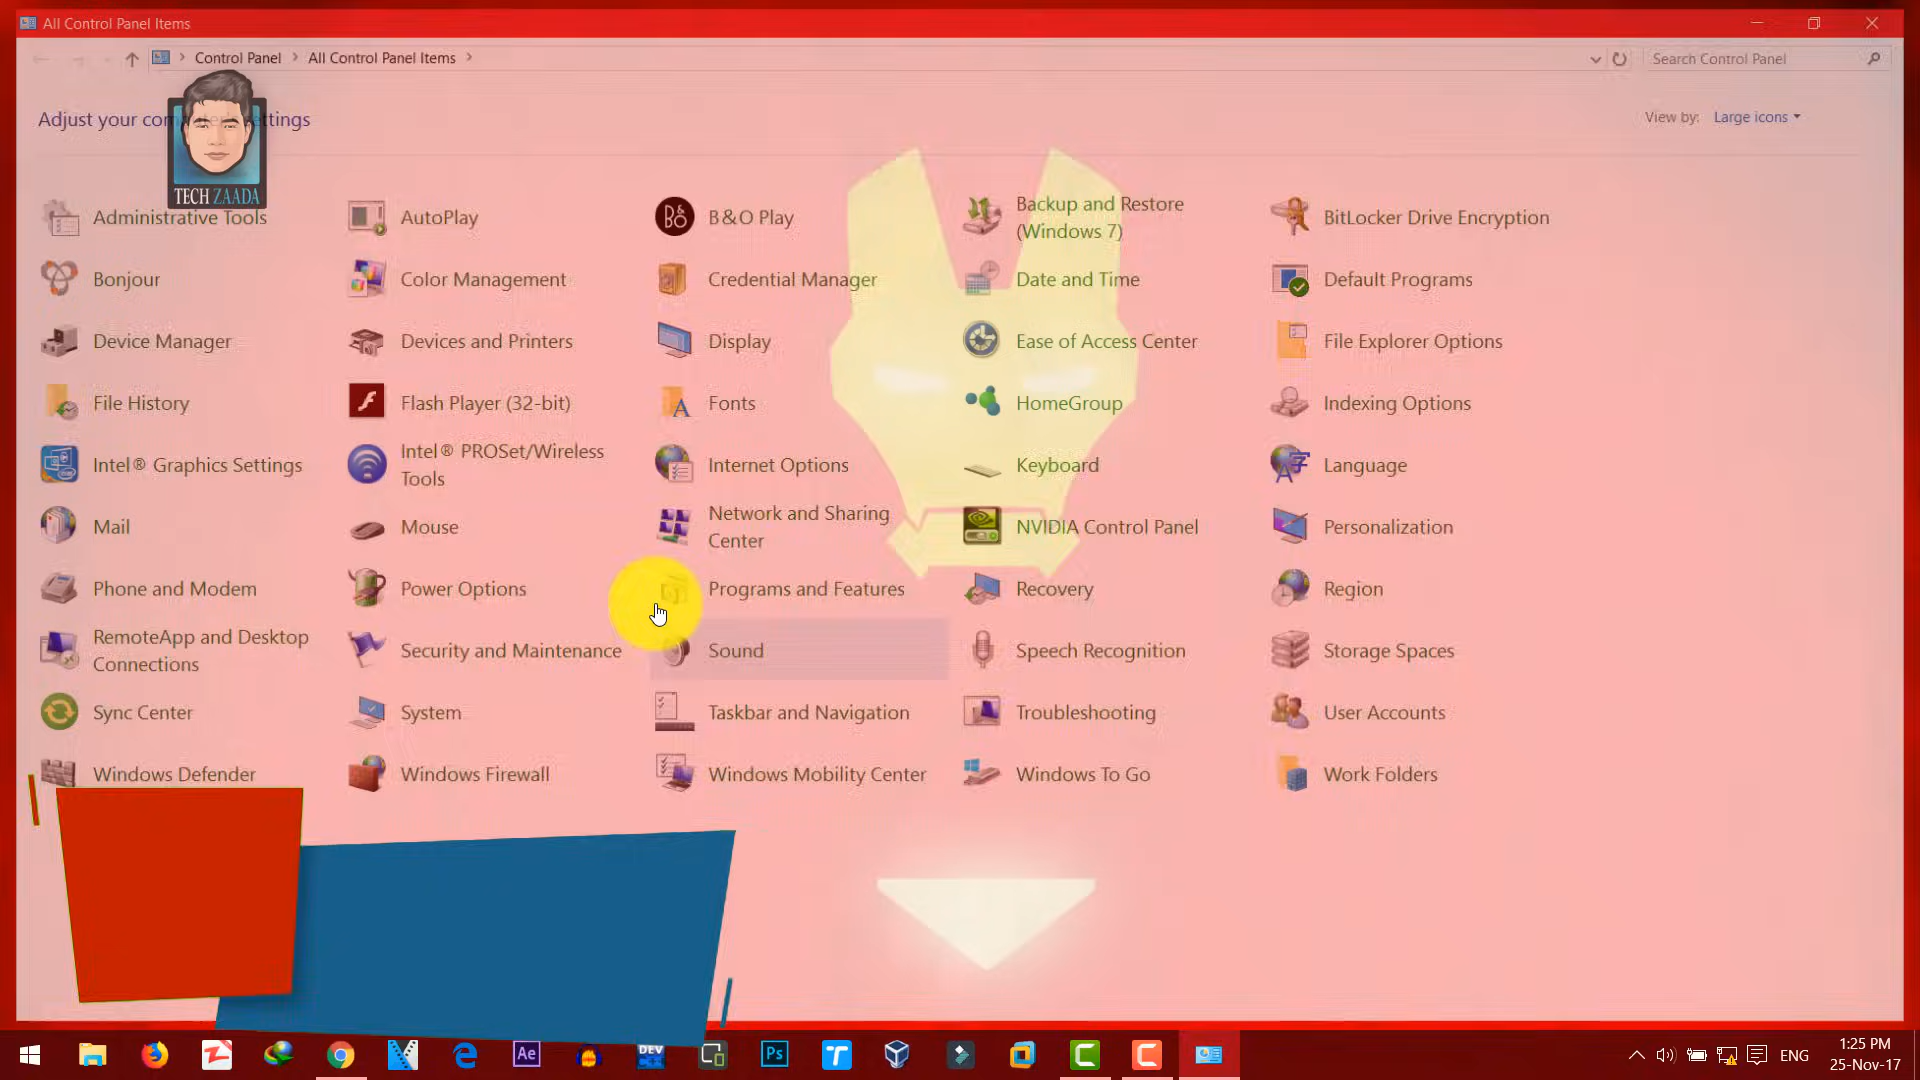 All Control Panel Items
Control Panel
All Control Panel Items
Search Control Panel
Adjust your computer's settings
View by: Large icons
TECH ZAADA
Administrative Tools
AutoPlay
B&O Play
Backup and Restore
(Windows 7)
BitLocker Drive Encryption
Bonjour
Color Management
Credential Manager
Date and Time
Default Programs
Device Manager
Devices and Printers
Display
Ease of Access Center
File Explorer Options
File History
Flash Player (32-bit)
Fonts
HomeGroup
Indexing Options
Intel® Graphics Settings
Intel® PROSet/Wireless
Tools
Internet Options
Keyboard
Language
Mail
Mouse
Network and Sharing
Center
NVIDIA Control Panel
Personalization
Phone and Modem
Power Options
Programs and Features
Recovery
Region
RemoteApp and Desktop
Connections
Security and Maintenance
Sound
Speech Recognition
Storage Spaces
Sync Center
System
Taskbar and Navigation
Troubleshooting
User Accounts
Windows Defender
Windows Firewall
Windows Mobility Center
Windows To Go
Work Folders
Ae
DEV
Ps
ENG
1:25 PM
25-Nov-17